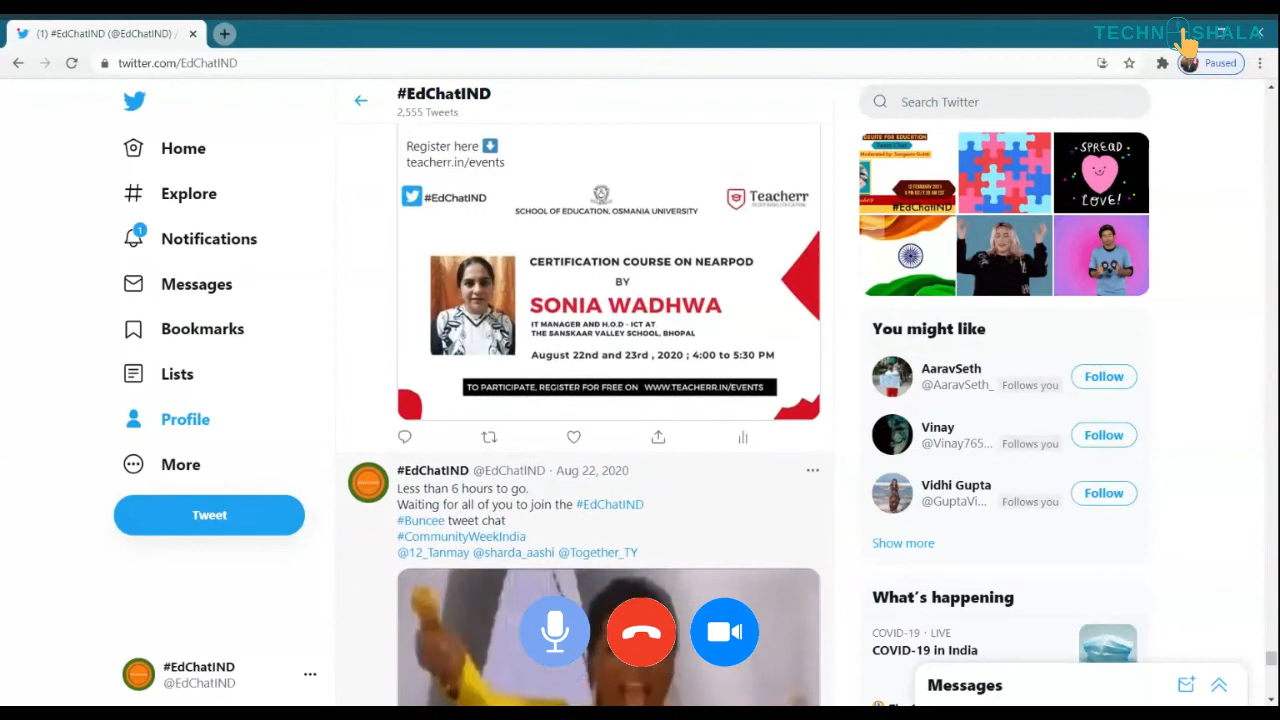 (1) #EdChatIND (@EdChatIND) /
TECHNOSHALA
twitter.com/EdChatIND
Paused
Home
Explore
1
Notifications
Messages
Bookmarks
Lists
Profile
More
Tweet
#EdChatIND
@EdChatIND
#EdChatIND
2,555 Tweets
Register here
teacherr.in/events
#EdChatIND
SCHOOL OF EDUCATION, OSMANIA UNIVERSITY
Teacherr
CERTIFICATION COURSE ON NEARPOD
BY
SONIA WADHWA
IT MANAGER AND H.O.D - ICT AT
THE SANSKAAR VALLEY SCHOOL, BHOPAL
August 22nd and 23rd , 2020 ; 4:00 to 5:30 PM
TO PARTICIPATE, REGISTER FOR FREE ON WWW.TEACHERR.IN/EVENTS
#EdChatIND @EdChatIND · Aug 22, 2020
Less than 6 hours to go.
Waiting for all of you to join the #EdChatIND
#Buncee tweet chat
#CommunityWeekIndia
@12_Tanmay @sharda_aashi @Together_TY
Search Twitter
GSUITE FOR EDUCATION
Tweet Chat
#EdChatIND
SPREAD
LOVE!
You might like
AaravSeth
@AaravSeth_ Follows you
Follow
Vinay
@Vinay765... Follows you
Follow
Vidhi Gupta
@GuptaVi... Follows you
Follow
Show more
What's happening
COVID-19 · LIVE
COVID-19 in India
Messages